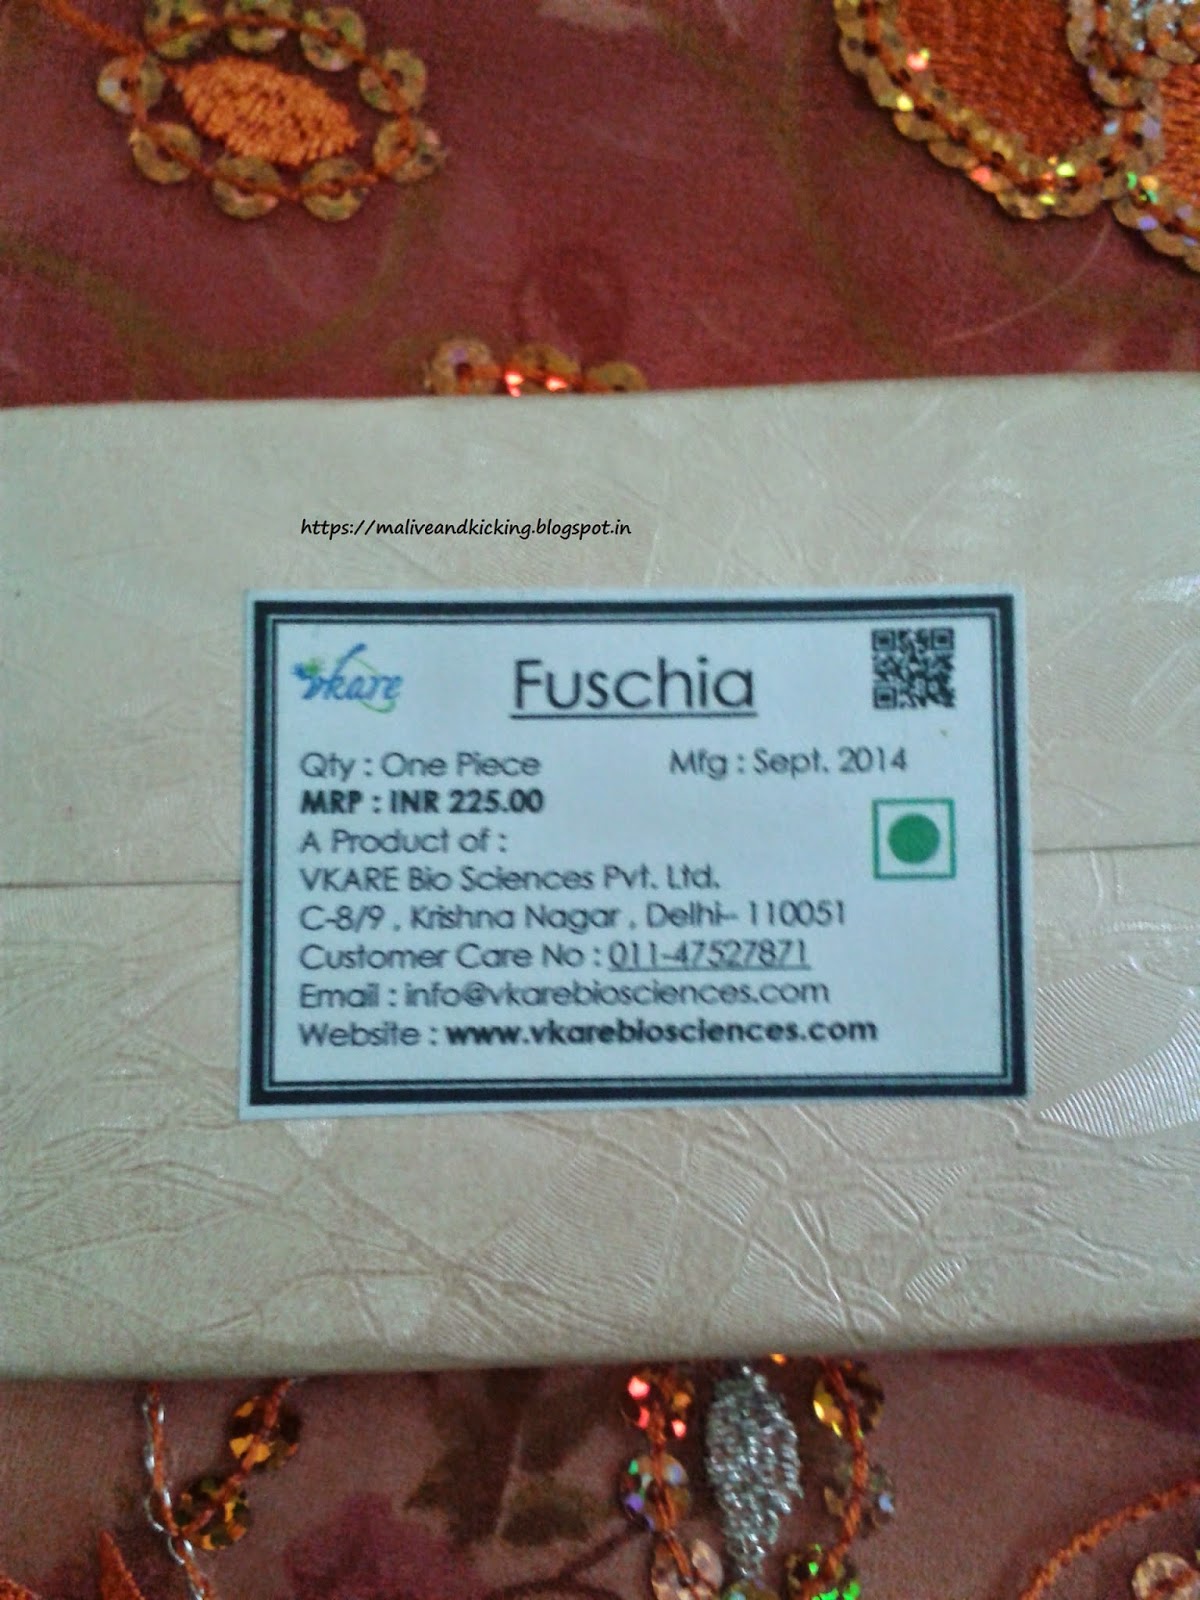 https://maliveandkicking.blogspot.in
vkare
Fuschia
Qty : One Piece Mfg : Sept. 2014
MRP : INR 225.00
A Product of :
VKARE Bio Sciences Pvt. Ltd.
C-8/9 , Krishna Nagar , Delhi- 110051
Customer Care No : 011-47527871
Email : info@vkarebiosciences.com
Website : www.vkarebiosciences.com